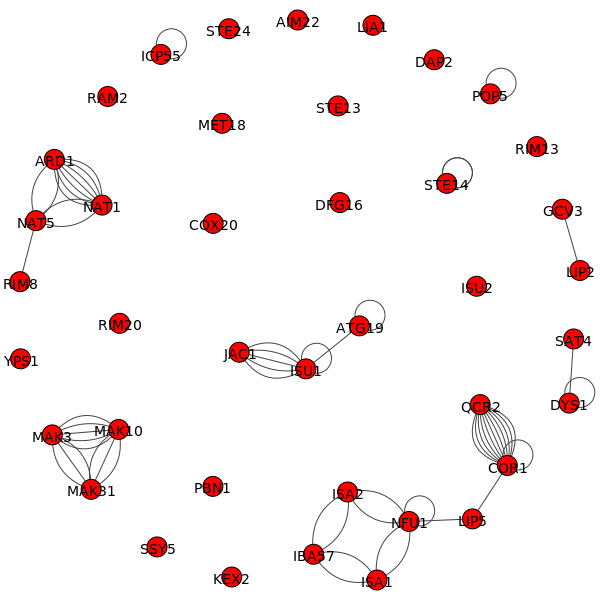 AIM22
LIA1
STE24
ICP55
DAP2
POP5
RAM2
STE13
MET18
RIM13
ARD1
STE14
NAT1
DFG16
GCV3
NAT5
COX20
LIP2
RIM8
ISU2
RIM20
ATG19
SAT4
YPS1
JAC1
ISU1
DYS1
QCR2
MAK3
MAK10
COR1
MAK31
PBN1
ISA2
NFU1
LIP5
SSY5
IBA57
KEX2
ISA1